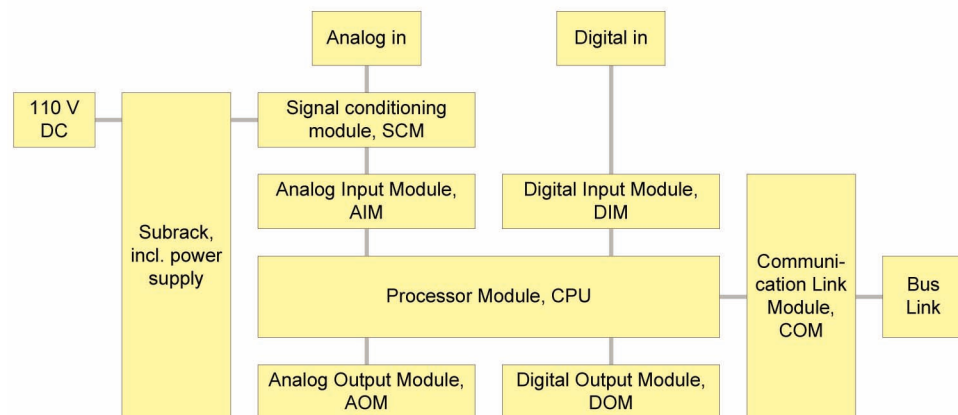 Analog in
Digital in
110 V
DC
Signal conditioning
module, SCM
Analog Input Module,
AIM
Digital Input Module,
DIM
Subrack,
incl. power
supply
Processor Module, CPU
Communi-
cation Link
Module,
COM
Bus
Link
Analog Output Module,
AOM
Digital Output Module,
DOM